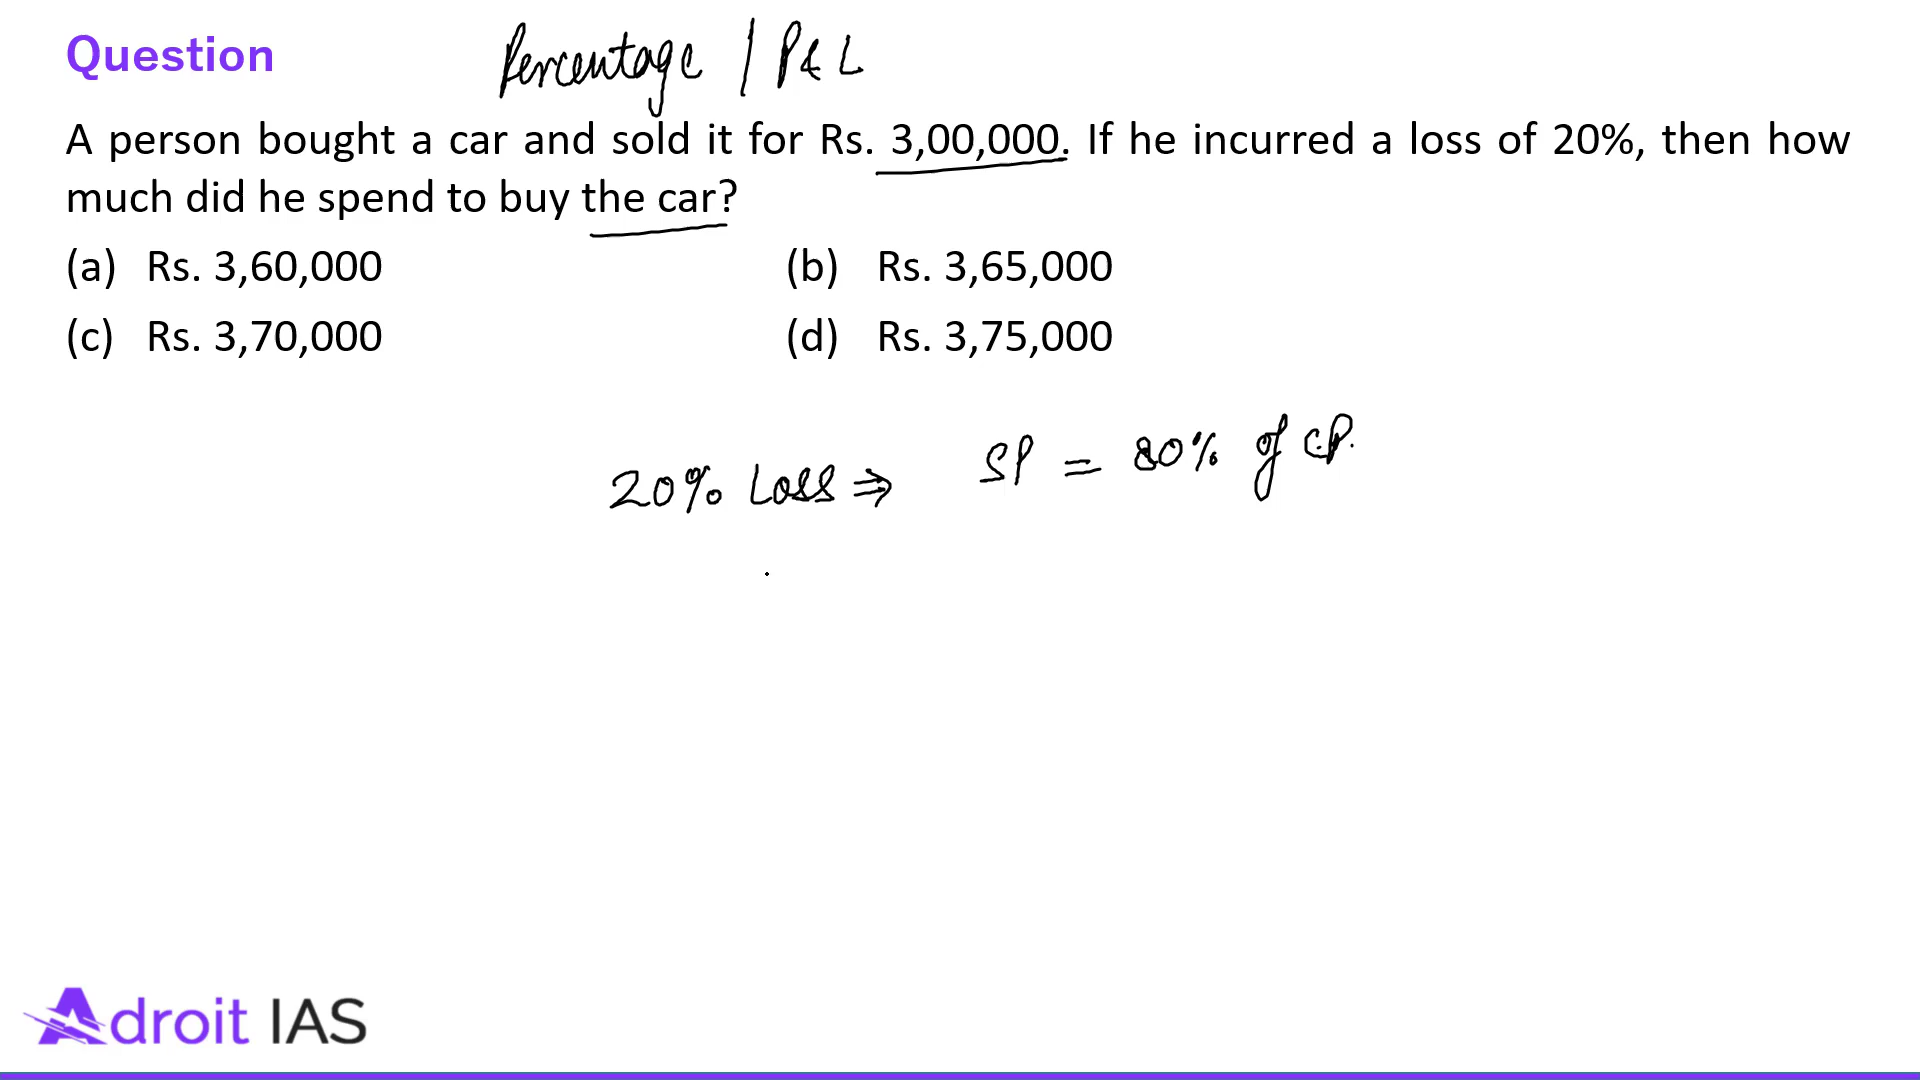 Question
Percentage / P & L
A person bought a car and sold it for Rs. 3,00,000. If he incurred a loss of 20%, then how
much did he spend to buy the car?
(a) Rs. 3,60,000 (b) Rs. 3,65,000
(c) Rs. 3,70,000 (d) Rs. 3,75,000
20% Loss ⇒ SP = 80% of CP.
Adroit IAS